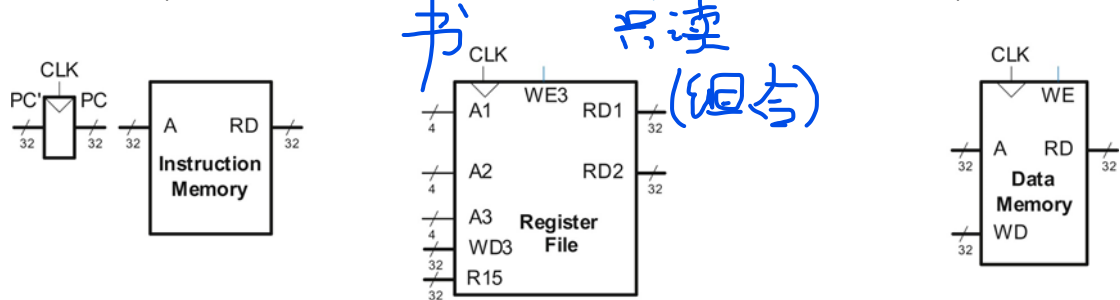 书 只读
(组合)
CLK
PC' PC
32 32
A RD
32 32
Instruction
Memory
CLK
WE3
A1 RD1
4 32
A2 RD2
4 32
A3
4
WD3
32
R15
32
Register
File
CLK
WE
A RD
32 32
Data
Memory
WD
32